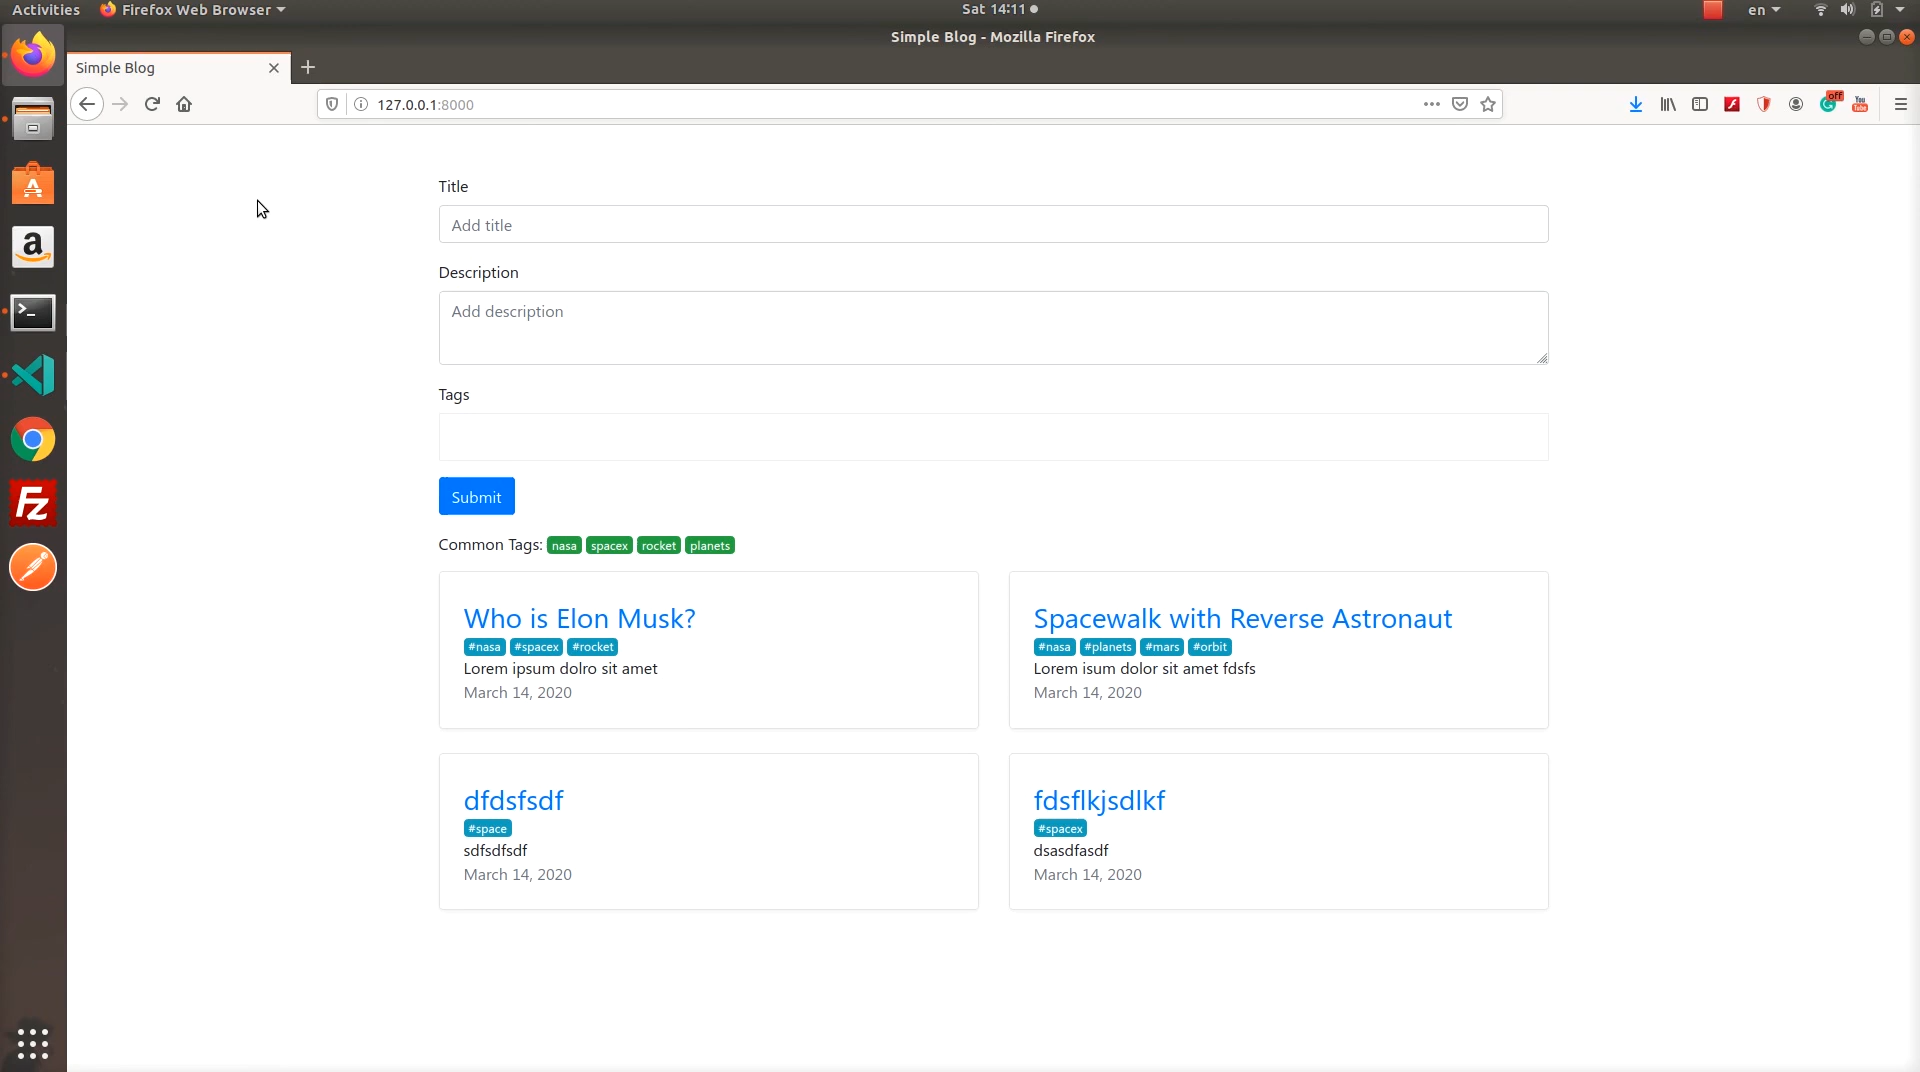 Activities Firefox Web Browser Sat 14:11 en
Simple Blog - Mozilla Firefox
Simple Blog
127.0.0.1:8000
off
You
Tube
Title
Add title
Description
Add description
Tags
Submit
Common Tags: nasa spacex rocket planets
Who is Elon Musk?
#nasa #spacex #rocket
Lorem ipsum dolro sit amet
March 14, 2020
Spacewalk with Reverse Astronaut
#nasa #planets #mars #orbit
Lorem isum dolor sit amet fdsfs
March 14, 2020
dfdsfsdf
#space
sdfsdfsdf
March 14, 2020
fdsflkjsdlkf
#spacex
dsasdfasdf
March 14, 2020